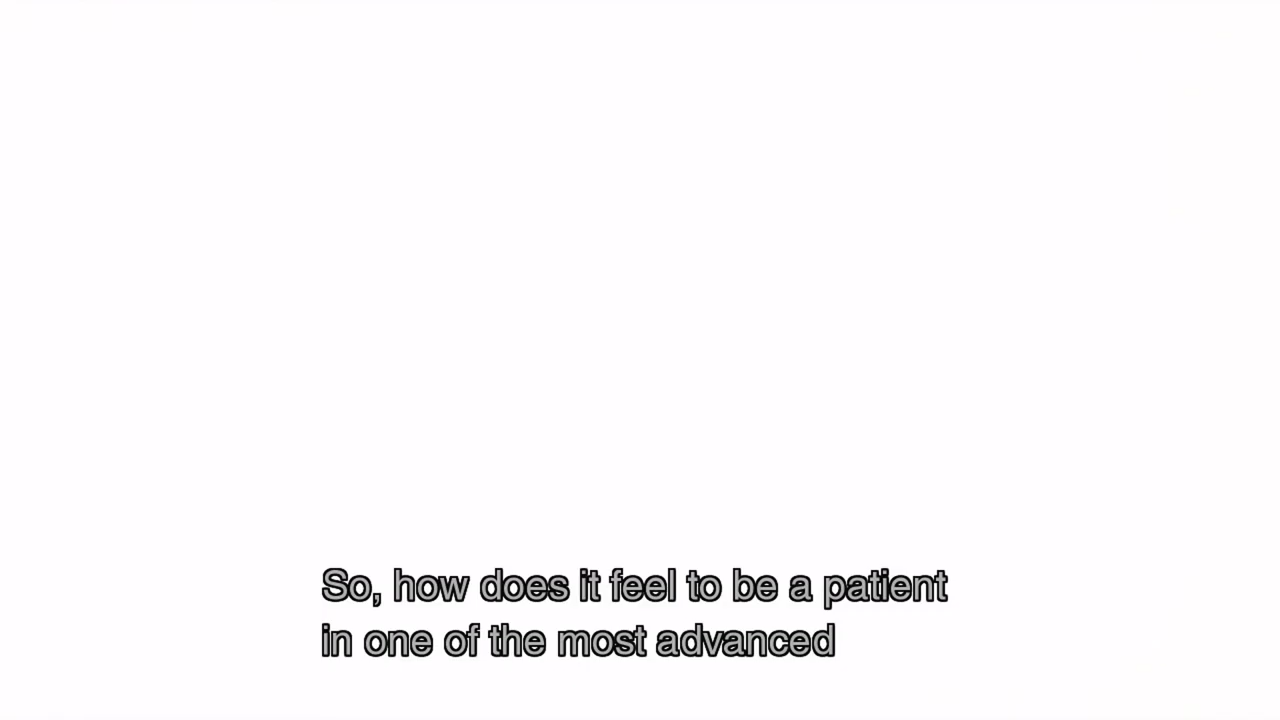 So, how does it feel to be a patient
in one of the most advanced